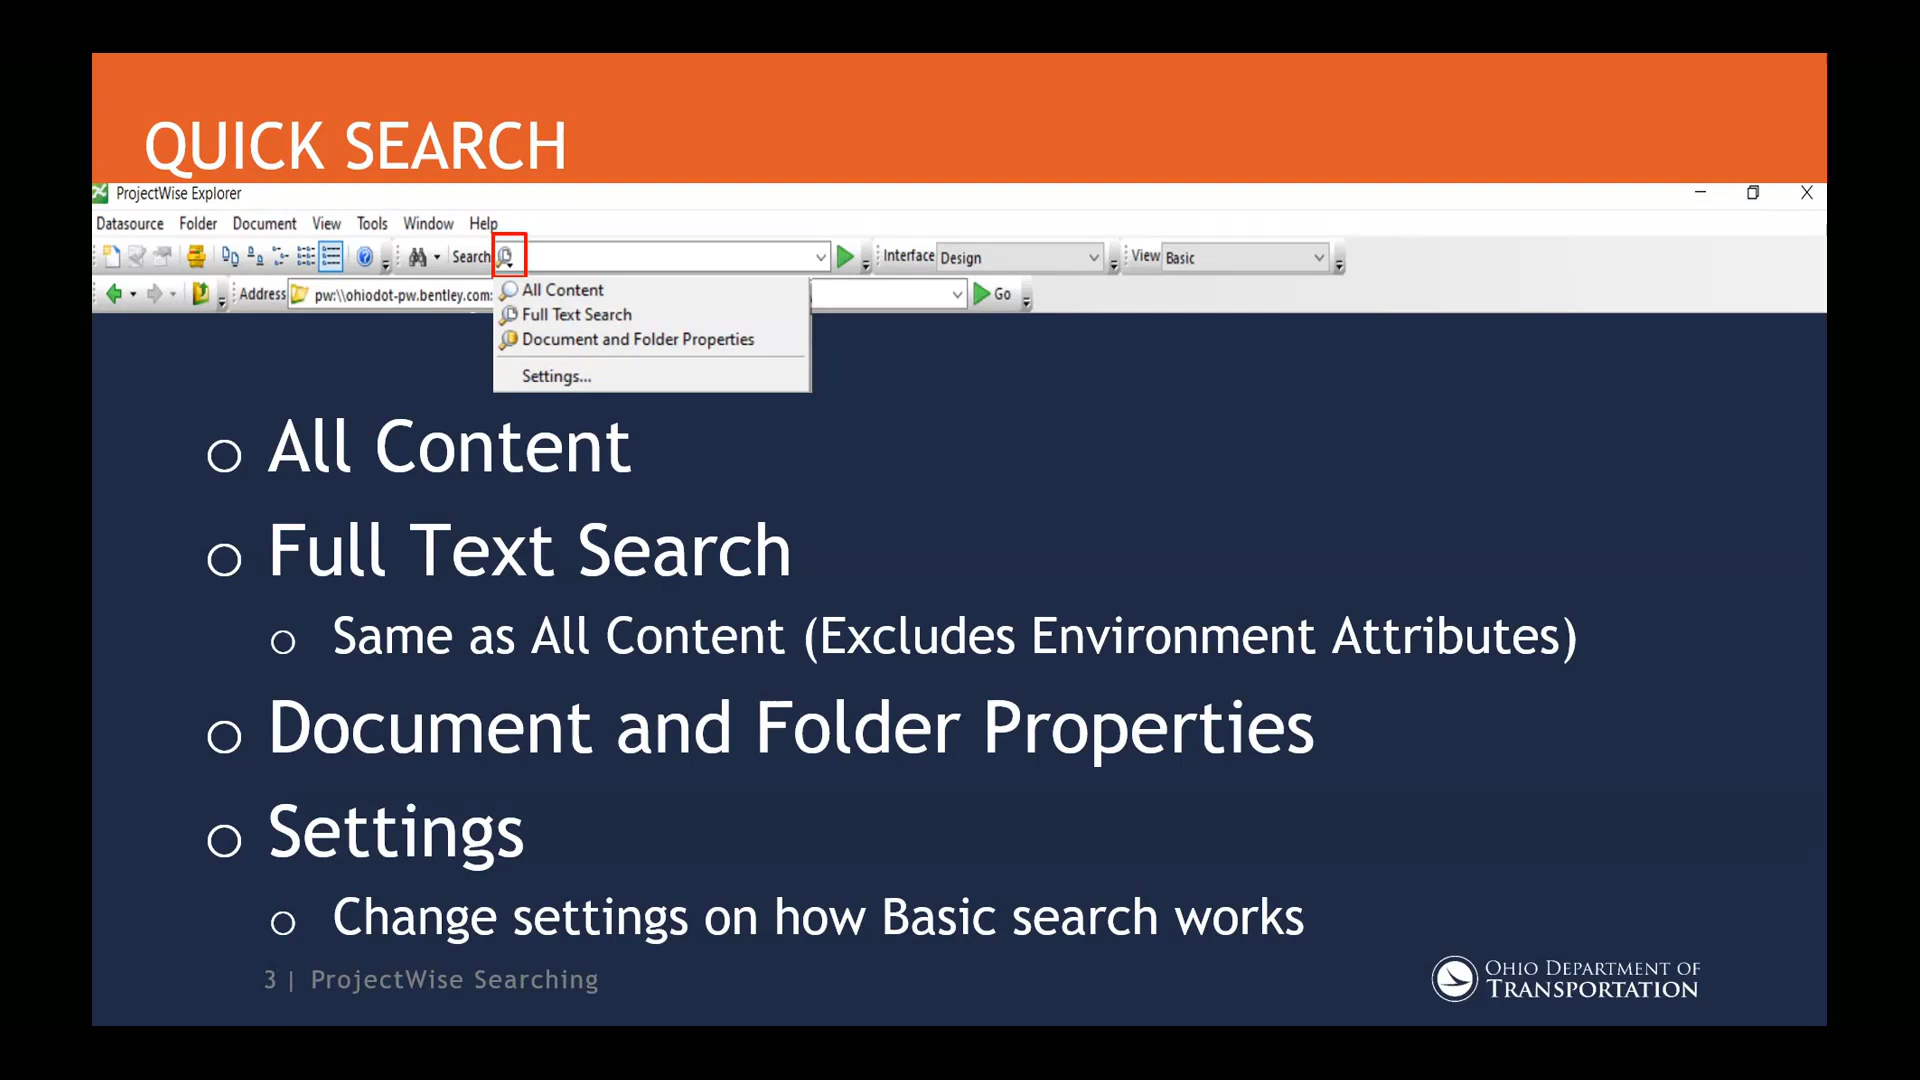 QUICK SEARCH
ProjectWise Explorer
Datasource Folder Document View Tools Window Help
Search Interface Design View Basic
Address pw:\\ohiodot-pw.bentley.com: Go
All Content
Full Text Search
Document and Folder Properties
Settings...
All Content
Full Text Search
Same as All Content (Excludes Environment Attributes)
Document and Folder Properties
Settings
Change settings on how Basic search works
3 | ProjectWise Searching
OHIO DEPARTMENT OF
TRANSPORTATION